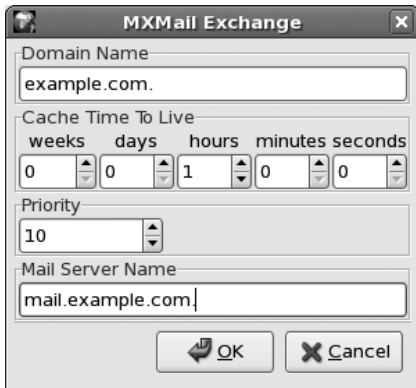 MXMail Exchange
Domain Name
example.com.
Cache Time To Live
weeks days hours minutes seconds
0 0 1 0 0
Priority
10
Mail Server Name
mail.example.com.
OK Cancel